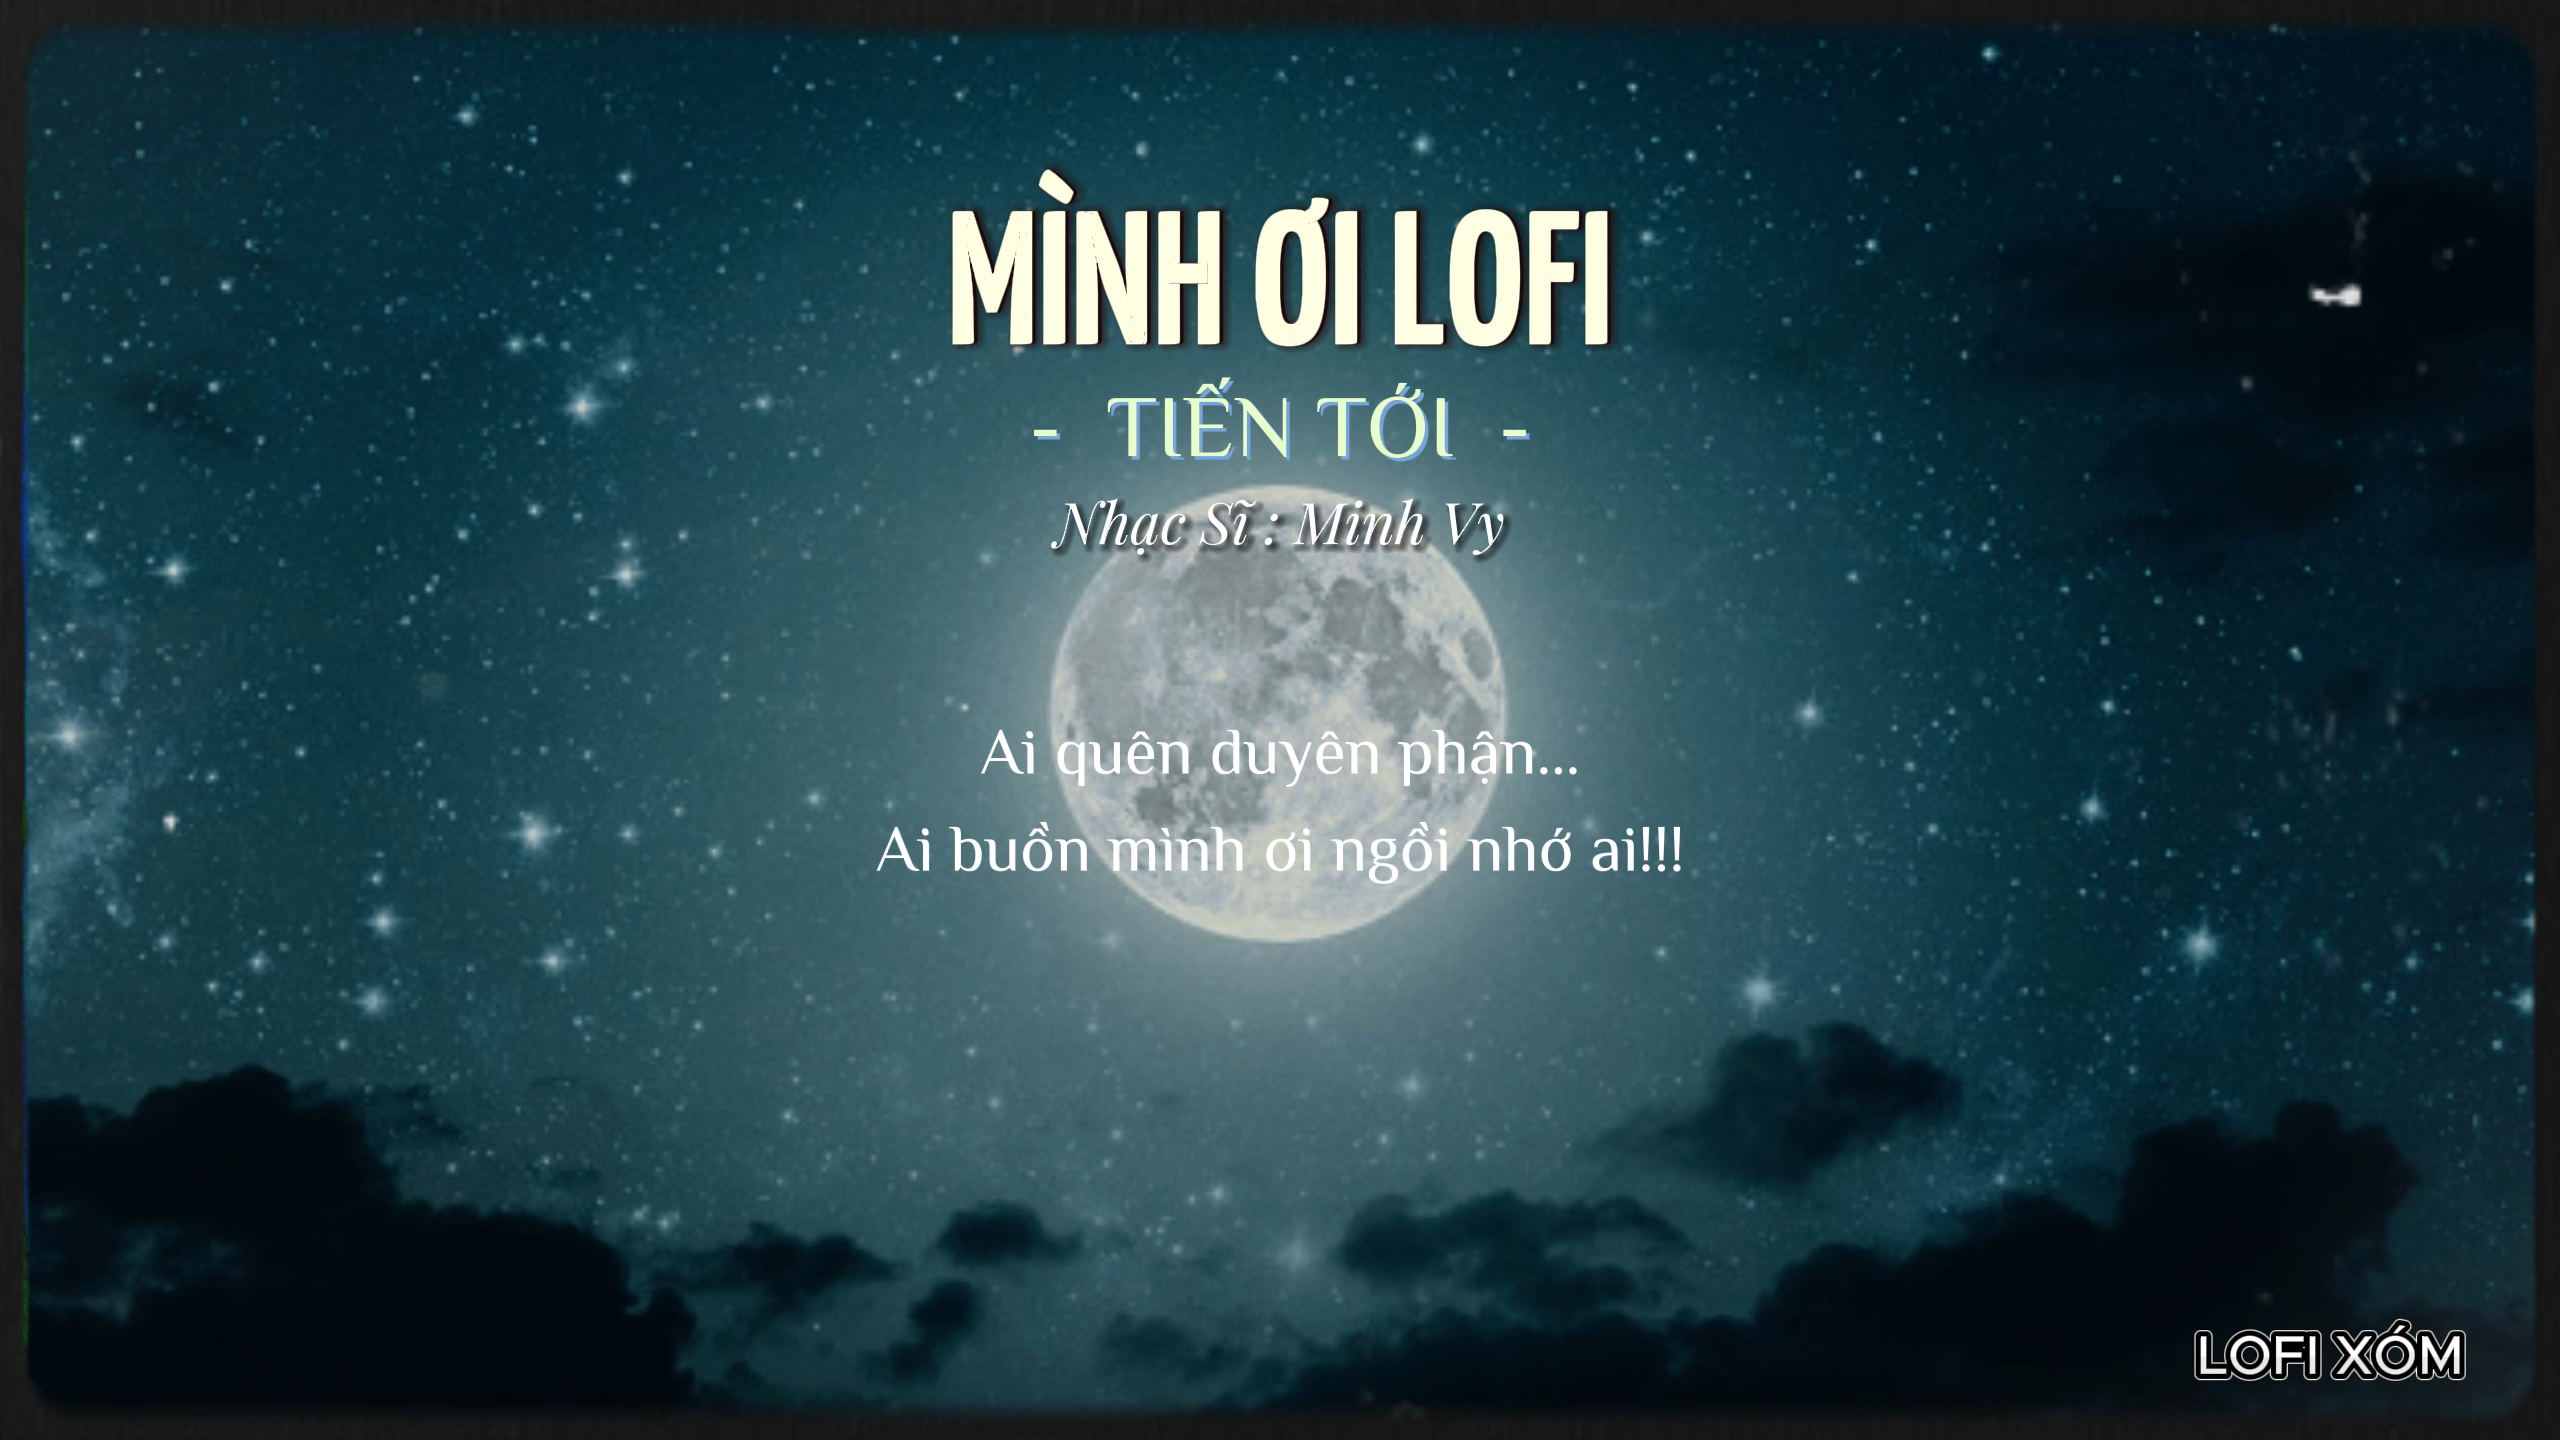 MÌNH ƠI LOFI
- TIẾN TỚI -
Nhạc Sĩ : Minh Vy
Ai quên duyên phận...
Ai buồn mình ơi ngồi nhớ ai!!!
LOFI XÓM